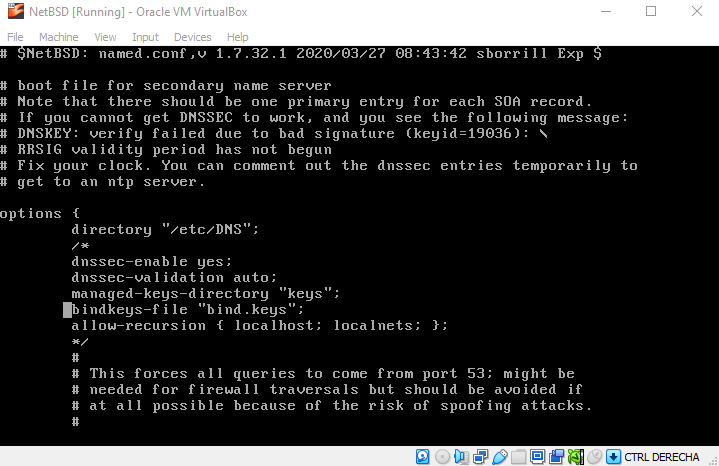 NetBSD [Running] - Oracle VM VirtualBox
File Machine View Input Devices Help
# $NetBSD: named.conf,v 1.7.32.1 2020/03/27 08:43:42 sborrill Exp $
# boot file for secondary name server
# Note that there should be one primary entry for each SOA record.
# If you cannot get DNSSEC to work, and you see the following message:
# DNSKEY: verify failed due to bad signature (keyid=19036): \
# RRSIG validity period has not begun
# Fix your clock. You can comment out the dnssec entries temporarily to
# get to an ntp server.
options {
directory "/etc/DNS";
/*
dnssec-enable yes;
dnssec-validation auto;
managed-keys-directory "keys";
bindkeys-file "bind.keys";
allow-recursion { localhost; localnets; };
*/
#
# This forces all queries to come from port 53; might be
# needed for firewall traversals but should be avoided if
# at all possible because of the risk of spoofing attacks.
#
CTRL DERECHA